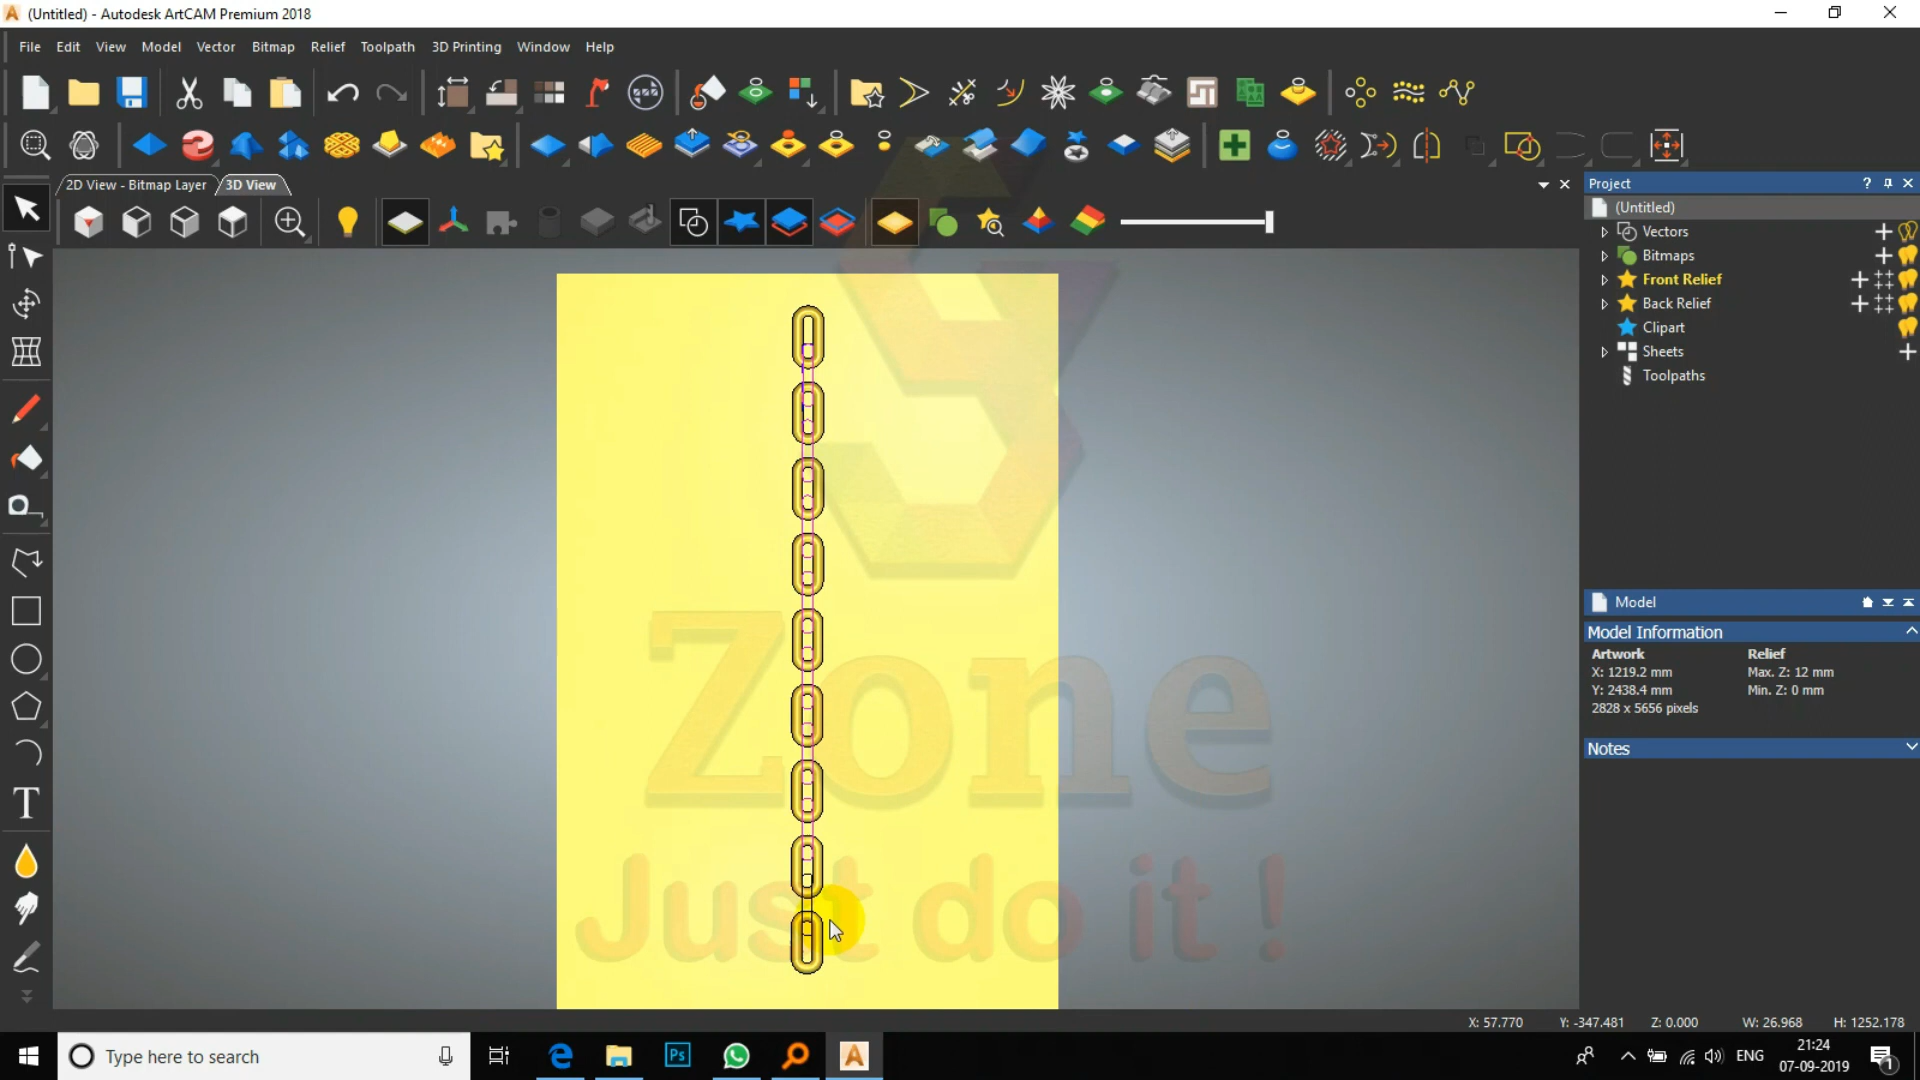 (Untitled) - Autodesk ArtCAM Premium 2018
File Edit View Model Vector Bitmap Relief Toolpath 3D Printing Window Help
2D View - Bitmap Layer 3D View
Project
(Untitled)
Vectors
Bitmaps
Front Relief
Back Relief
Clipart
Sheets
Toolpaths
Zone
Just do it !
Model
Model Information
Artwork Relief
X: 1219.2 mm Max. Z: 12 mm
Y: 2438.4 mm Min. Z: 0 mm
2828 x 5656 pixels
Notes
X: 57.770 Y: -347.481 Z: 0.000 W: 26.968 H: 1252.178
Type here to search
Ps
ENG
21:24
07-09-2019
1